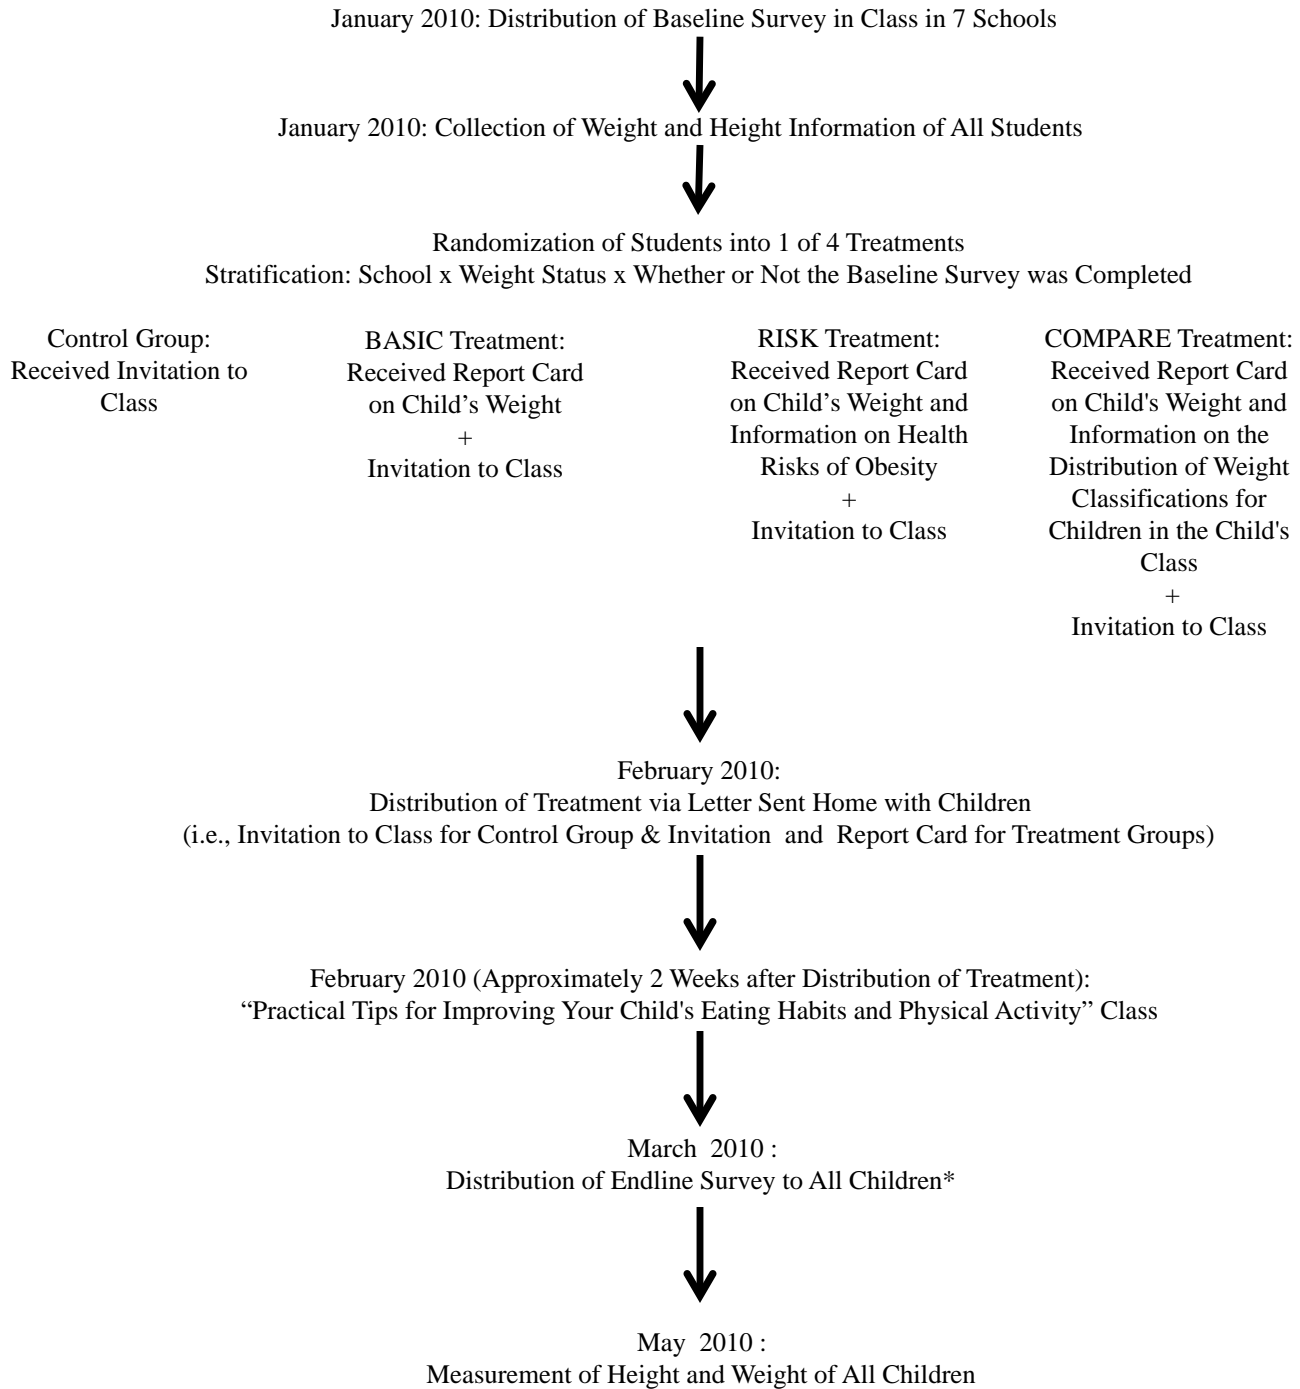 January 2010: Distribution of Baseline Survey in Class in 7 Schools
January 2010: Collection of Weight and Height Information of All Students
Randomization of Students into 1 of 4 Treatments
Stratification: School x Weight Status x Whether or Not the Baseline Survey was Completed
Control Group:
Received Invitation to
Class
BASIC Treatment:
Received Report Card
on Child’s Weight
+
Invitation to Class
RISK Treatment:
Received Report Card
on Child’s Weight and
Information on Health
Risks of Obesity
+
Invitation to Class
COMPARE Treatment:
Received Report Card
on Child's Weight and
Information on the
Distribution of Weight
Classifications for
Children in the Child's
Class
+
Invitation to Class
February 2010:
Distribution of Treatment via Letter Sent Home with Children
(i.e., Invitation to Class for Control Group & Invitation and Report Card for Treatment Groups)
February 2010 (Approximately 2 Weeks after Distribution of Treatment):
“Practical Tips for Improving Your Child's Eating Habits and Physical Activity” Class
March 2010 :
Distribution of Endline Survey to All Children*
May 2010 :
Measurement of Height and Weight of All Children